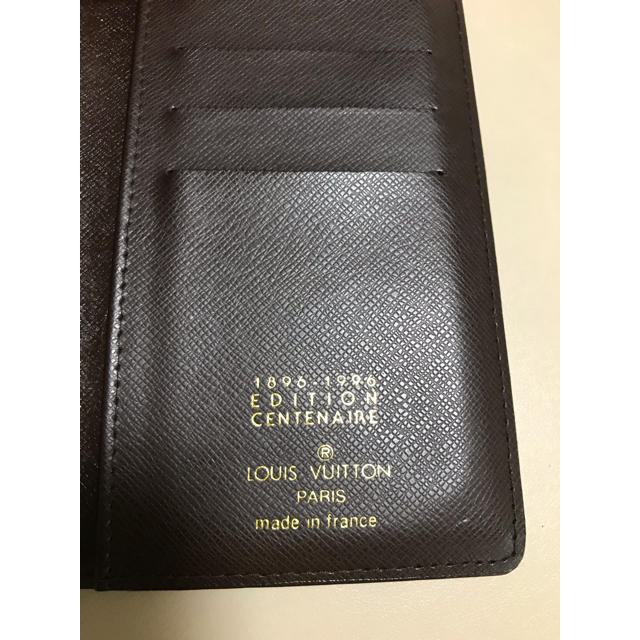 1896-1996
EDITION
CENTENAIRE
®
LOUIS VUITTON
PARIS
made in france